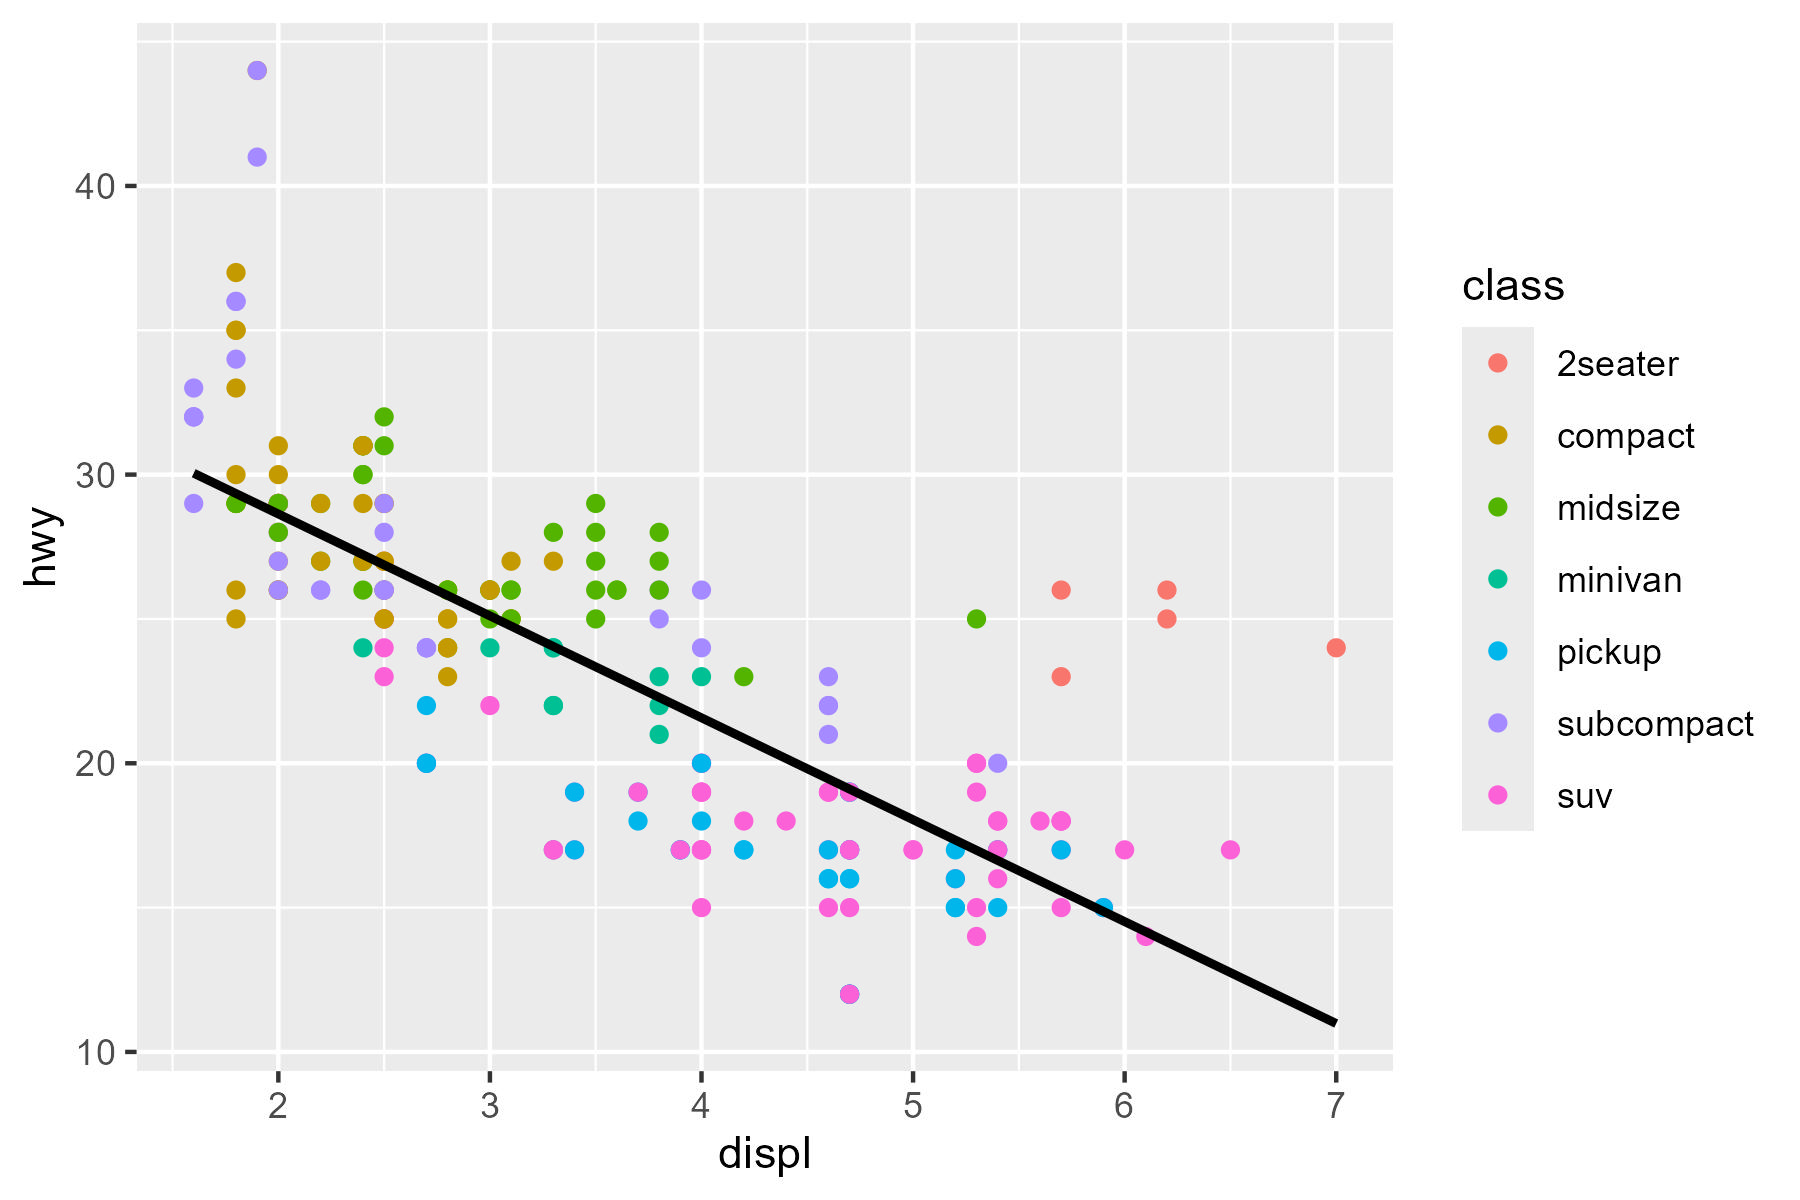 hwy
40
30
20
10
2 3 4 5 6 7
displ
class
2seater
compact
midsize
minivan
pickup
subcompact
suv